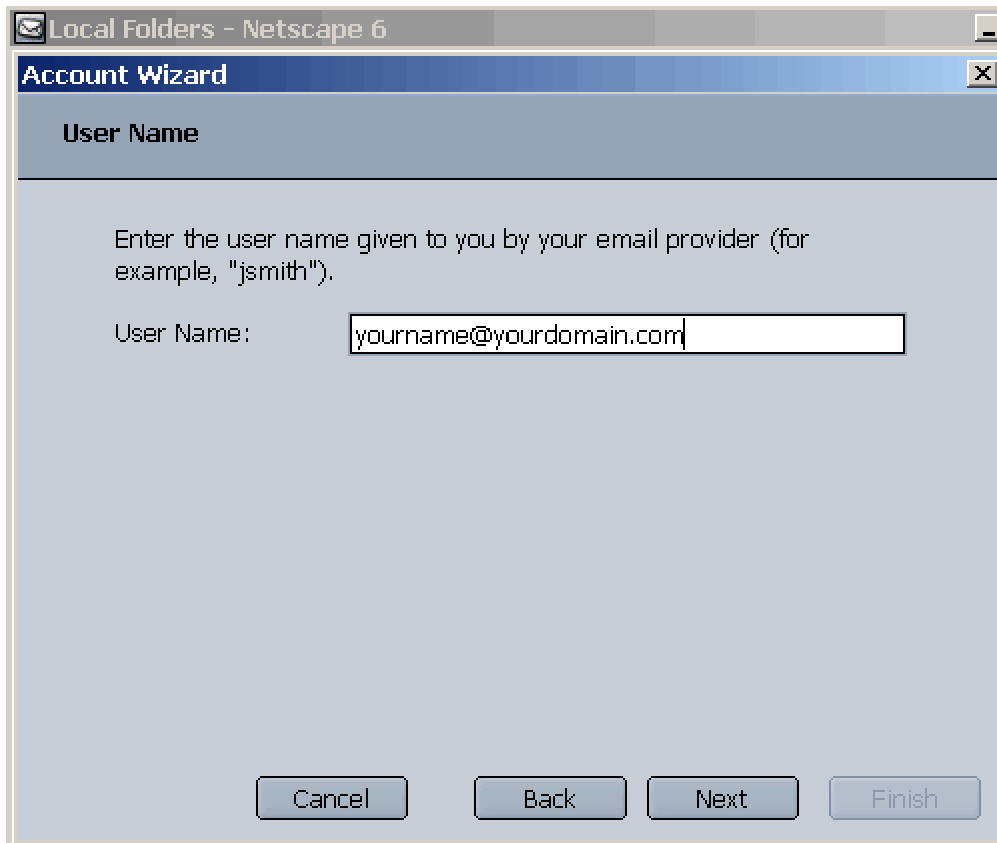 Local Folders - Netscape 6
Account Wizard
User Name
Enter the user name given to you by your email provider (for
example, "jsmith").
User Name: yourname@yourdomain.com
Cancel Back Next Finish